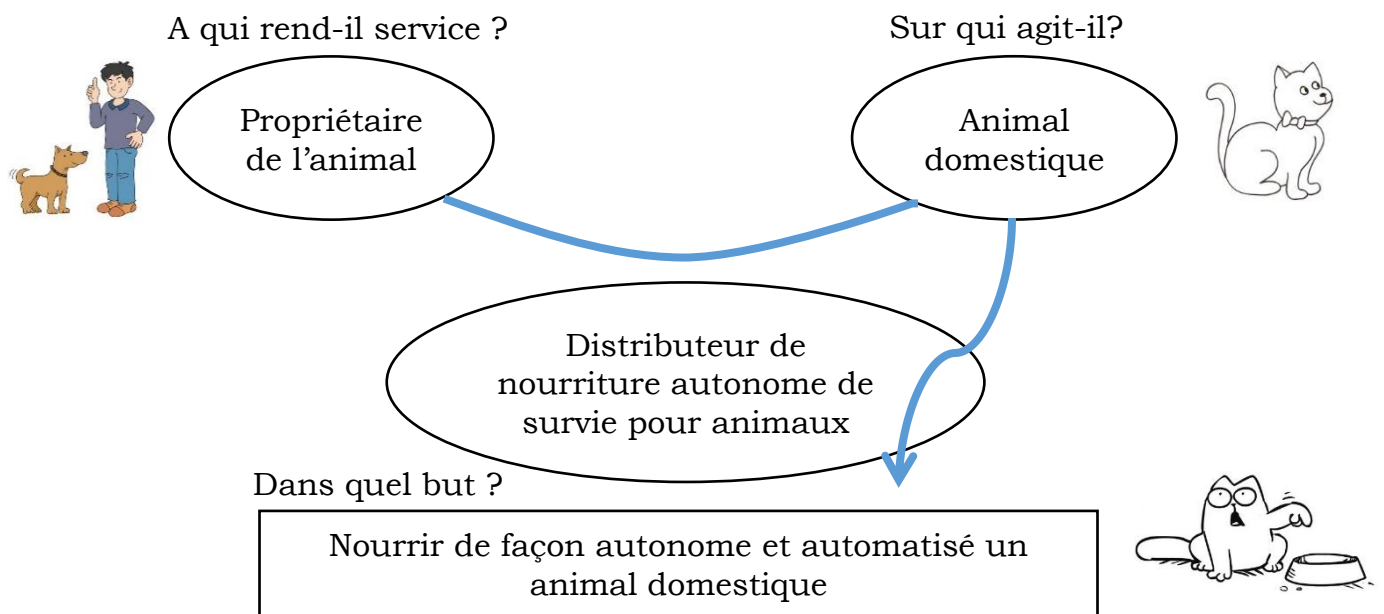 A qui rend-il service ?
Sur qui agit-il?
Propriétaire
de l'animal
Animal
domestique
Distributeur de
nourriture autonome de
survie pour animaux
Dans quel but ?
Nourrir de façon autonome et automatisé un
animal domestique